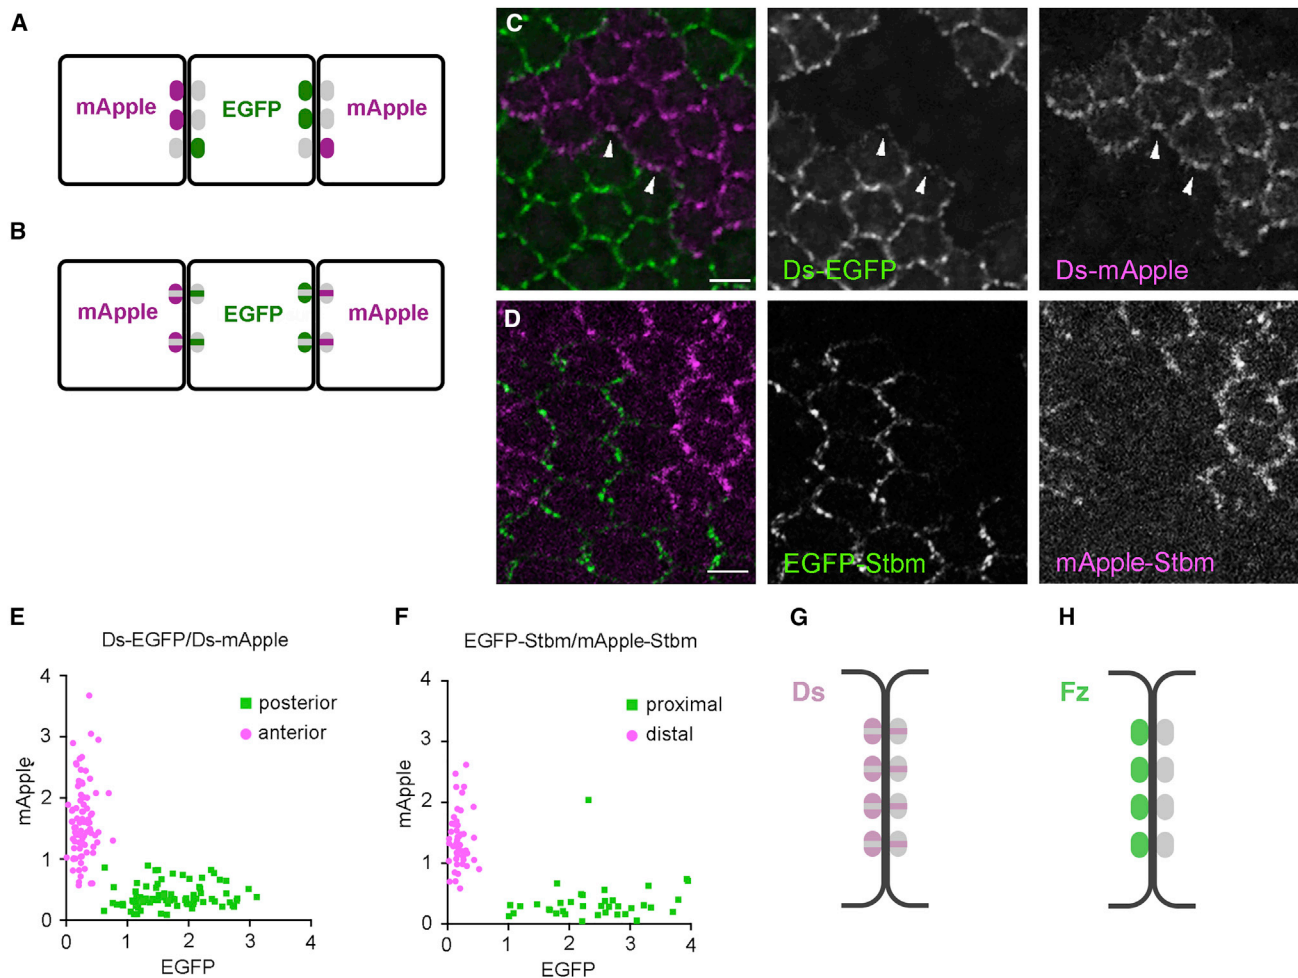 A
mApple
EGFP
mApple
B
mApple
EGFP
mApple
C
Ds-EGFP
Ds-mApple
D
EGFP-Stbm
mApple-Stbm
E
Ds-EGFP/Ds-mApple
4
3
2
1
0
mApple
posterior
anterior
0 1 2 3 4
EGFP
F
EGFP-Stbm/mApple-Stbm
4
3
2
1
0
mApple
proximal
distal
0 1 2 3 4
EGFP
G
Ds
H
Fz